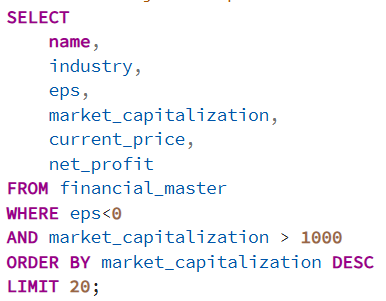 SELECT
name,
industry,
eps,
market_capitalization,
current_price,
net_profit
FROM financial_master
WHERE eps<0
AND market_capitalization > 1000
ORDER BY market_capitalization DESC
LIMIT 20;